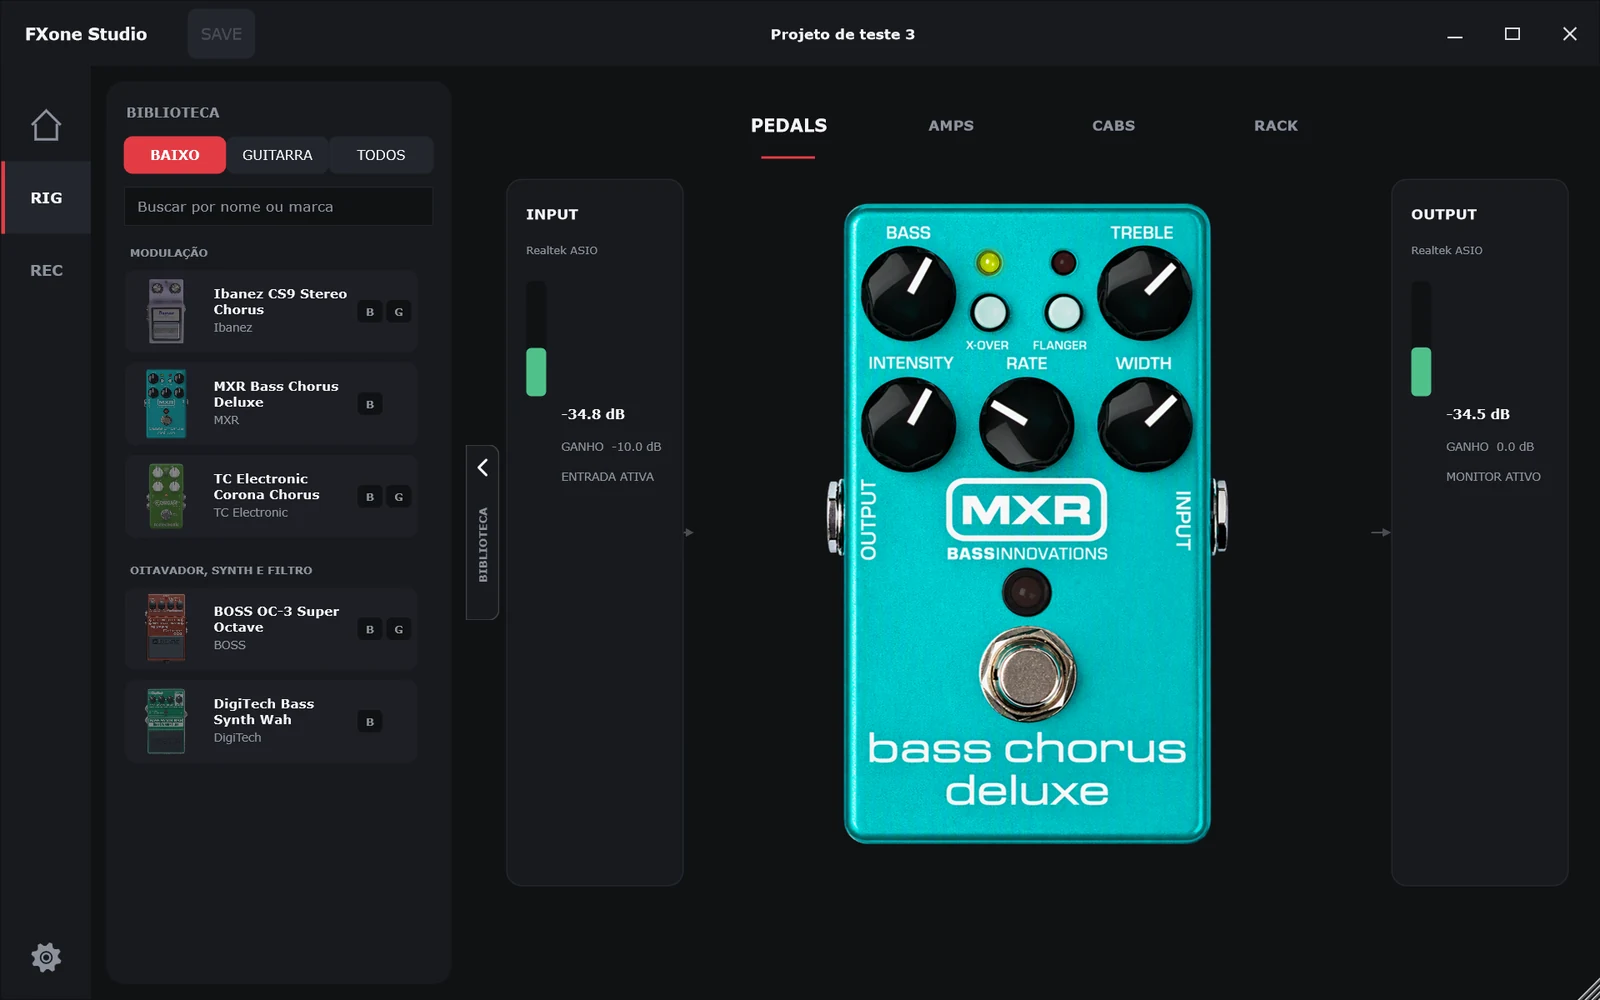 FXone Studio
SAVE
Projeto de teste 3
RIG
REC
BIBLIOTECA
BAIXO
GUITARRA
TODOS
Buscar por nome ou marca
MODULAÇÃO
Ibanez CS9 Stereo
Chorus
Ibanez
B G
MXR Bass Chorus
Deluxe
MXR
B
TC Electronic
Corona Chorus
TC Electronic
B G
OITAVADOR, SYNTH E FILTRO
BOSS OC-3 Super
Octave
BOSS
B G
DigiTech Bass
Synth Wah
DigiTech
B
BIBLIOTECA
PEDALS
AMPS
CABS
RACK
INPUT
Realtek ASIO
-34.8 dB
GANHO -10.0 dB
ENTRADA ATIVA
BASS
TREBLE
X-OVER
FLANGER
INTENSITY
RATE
WIDTH
OUTPUT
INPUT
MXR
BASSINNOVATIONS
bass chorus
deluxe
OUTPUT
Realtek ASIO
-34.5 dB
GANHO 0.0 dB
MONITOR ATIVO